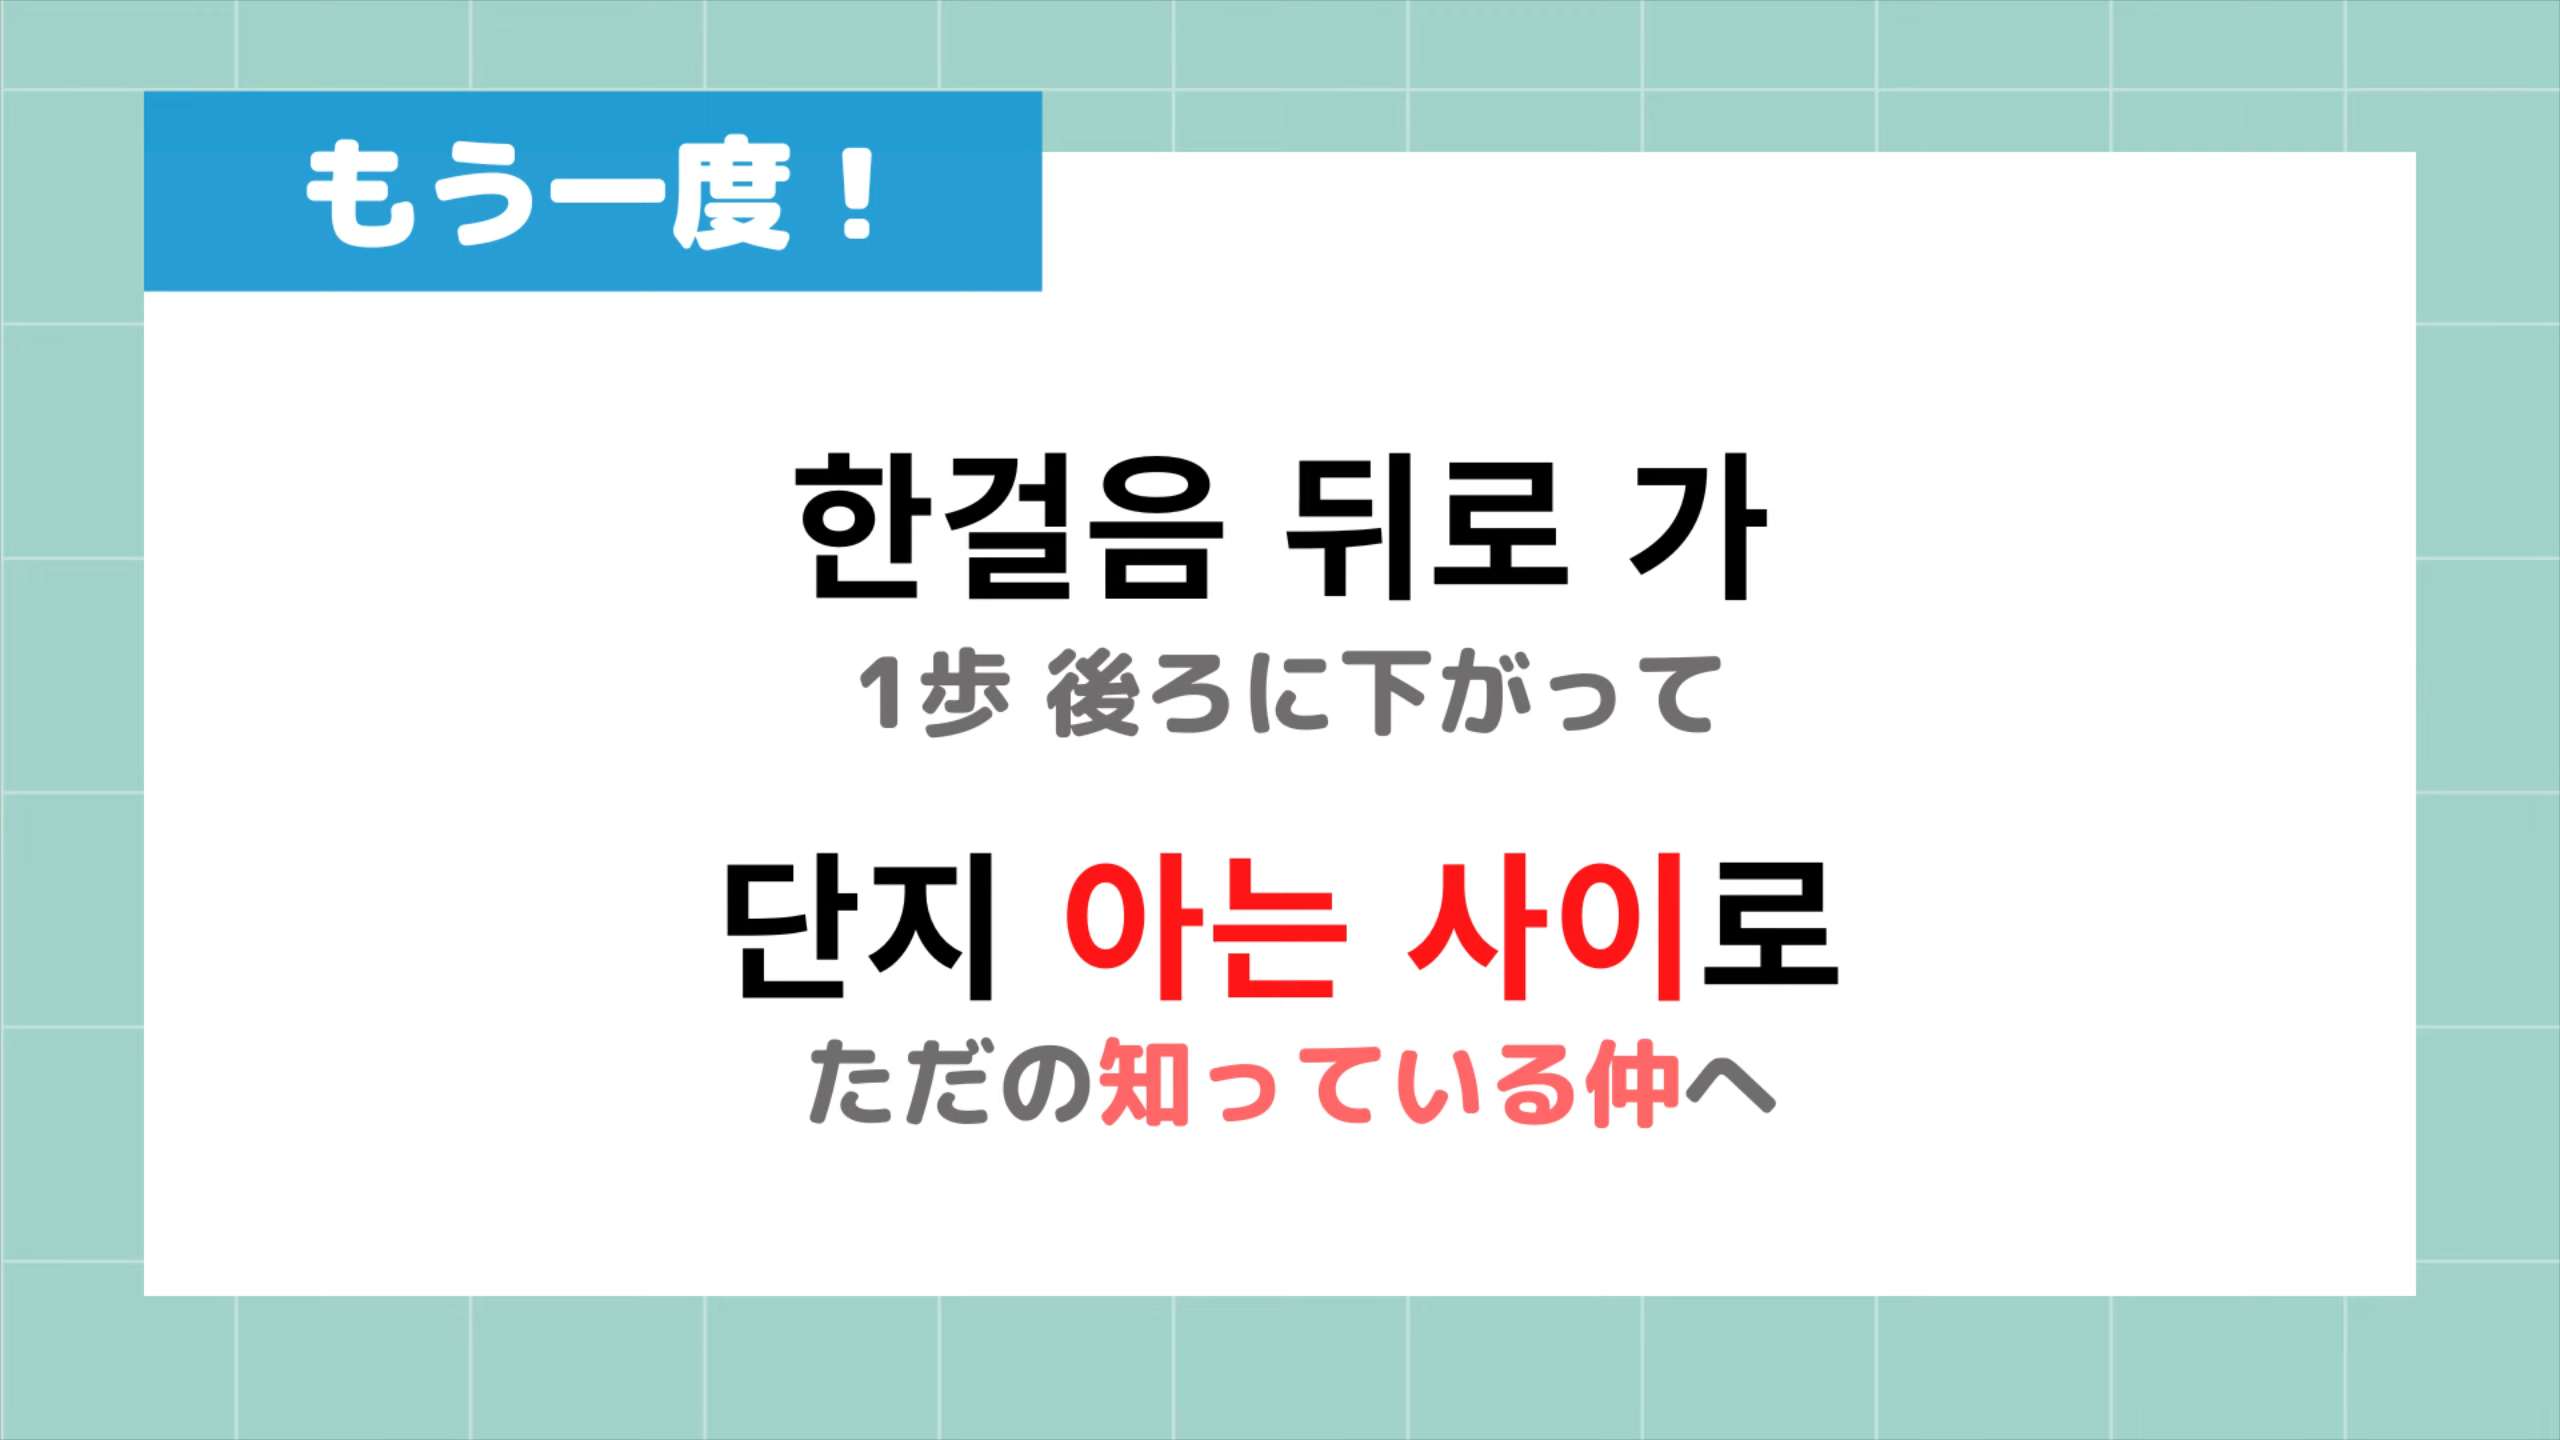 もう一度！
한걸음 뒤로 가
1歩 後ろに下がって
단지 아는 사이로
ただの知っている仲へ